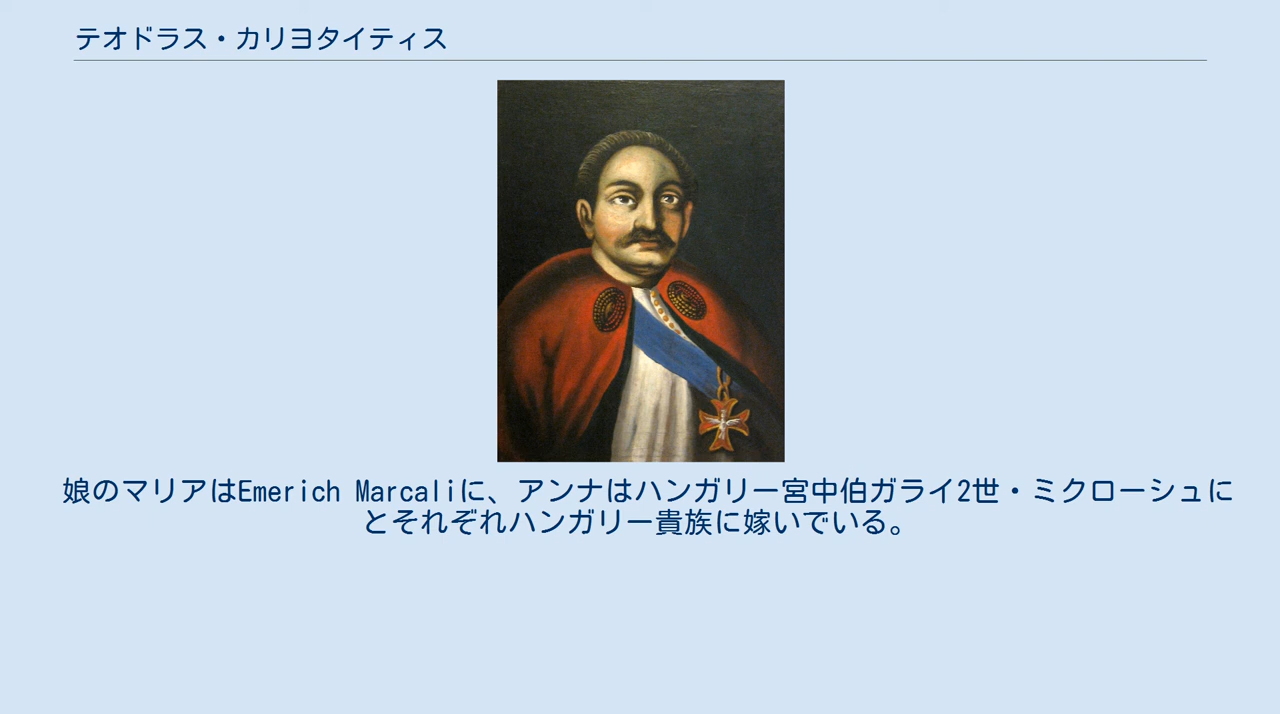 テオドラス・カリヨタイティス
娘のマリアはEmerich Marcaliに、アンナはハンガリー宮中伯ガライ2世・ミクローシュに
とそれぞれハンガリー貴族に嫁いでいる。